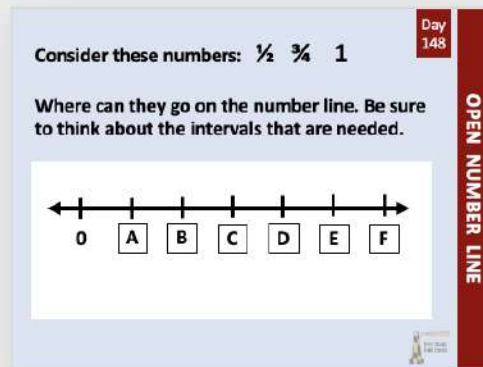 Day
148
Consider these numbers: ½ ¾ 1
Where can they go on the number line. Be sure
to think about the intervals that are needed.
0 A B C D E F
OPEN NUMBER LINE